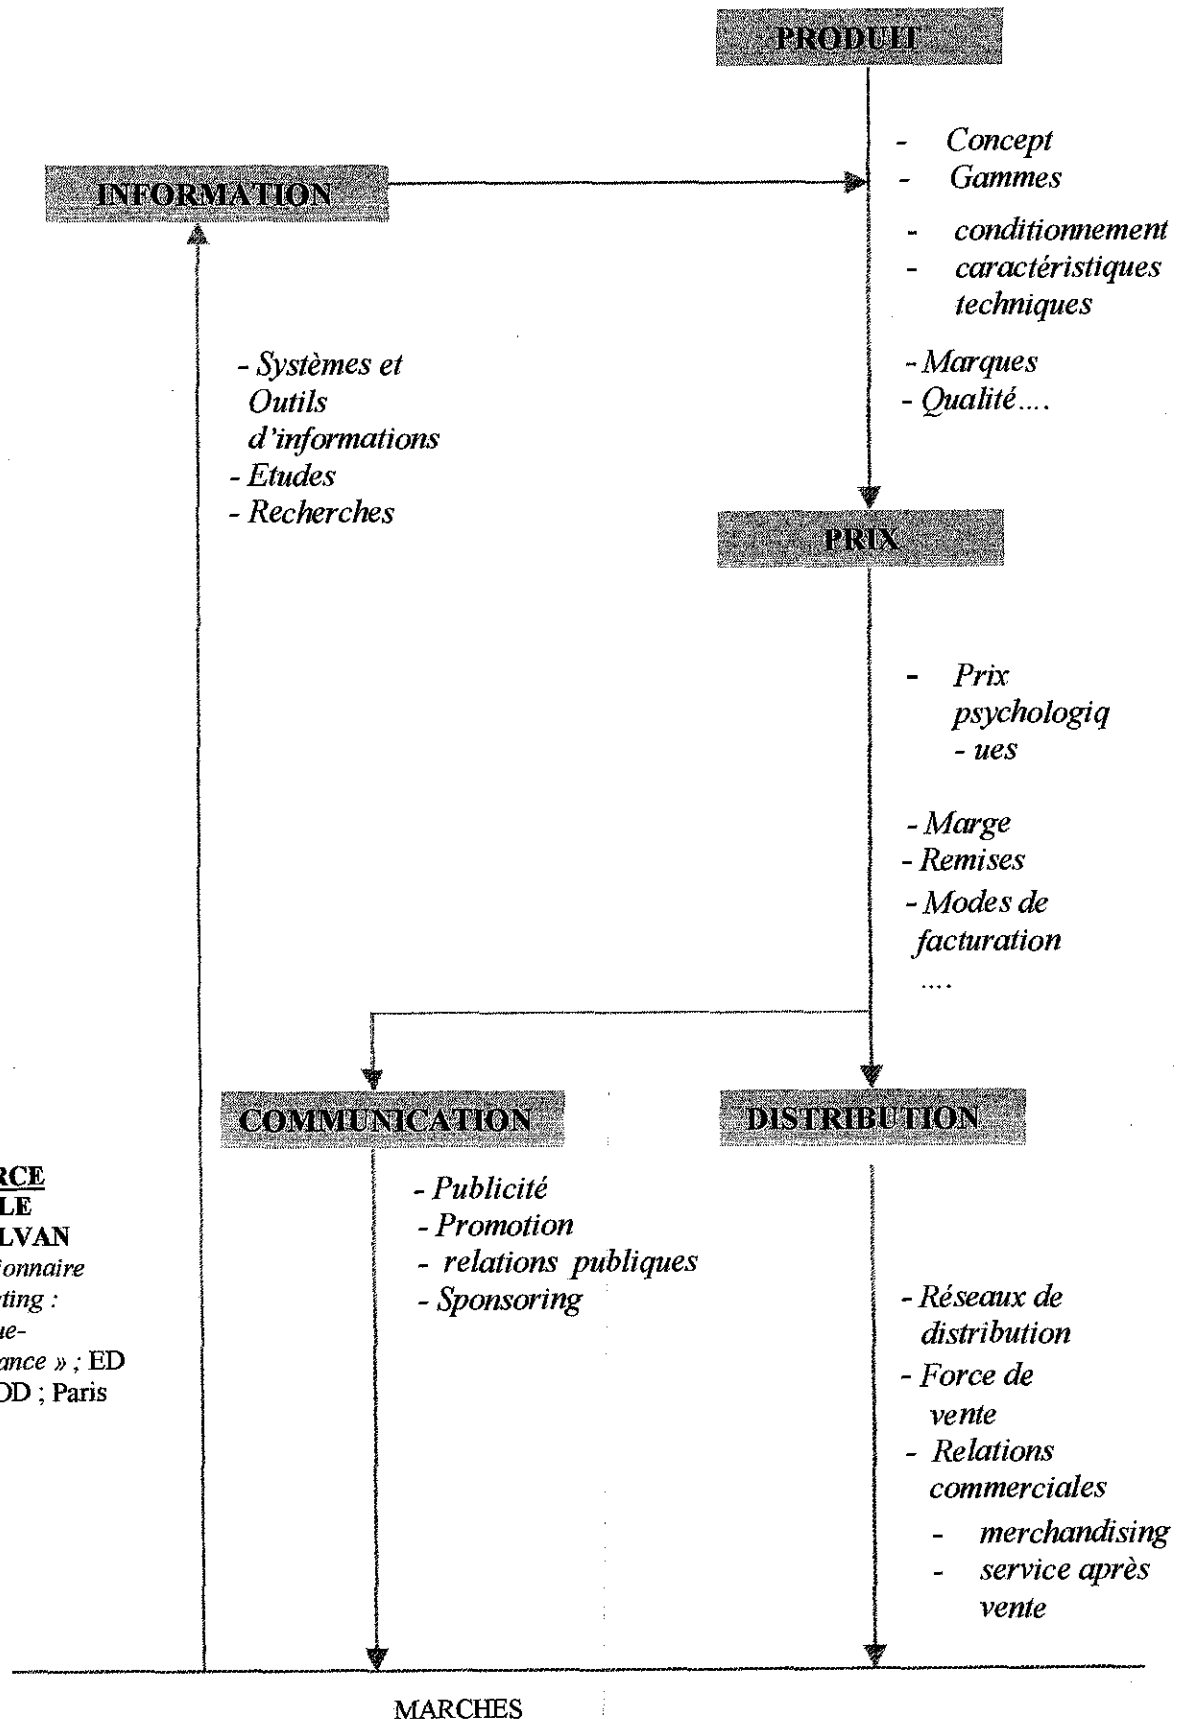 PRODUIT
- Concept
- Gammes
- conditionnement
- caractéristiques
techniques
- Marques
- Qualité....
INFORMATION
- Systèmes et
Outils
d'informations
- Etudes
- Recherches
PRIX
- Prix
psychologiq
- ues
- Marge
- Remises
- Modes de
facturation
....
COMMUNICATION
- Publicité
- Promotion
- relations publiques
- Sponsoring
DISTRIBUTION
- Réseaux de
distribution
- Force de
vente
- Relations
commerciales
- merchandising
- service après
vente
RCE
LE
LVAN
ionnaire
ting :
ue-
ance » ; ED
OD ; Paris
MARCHES